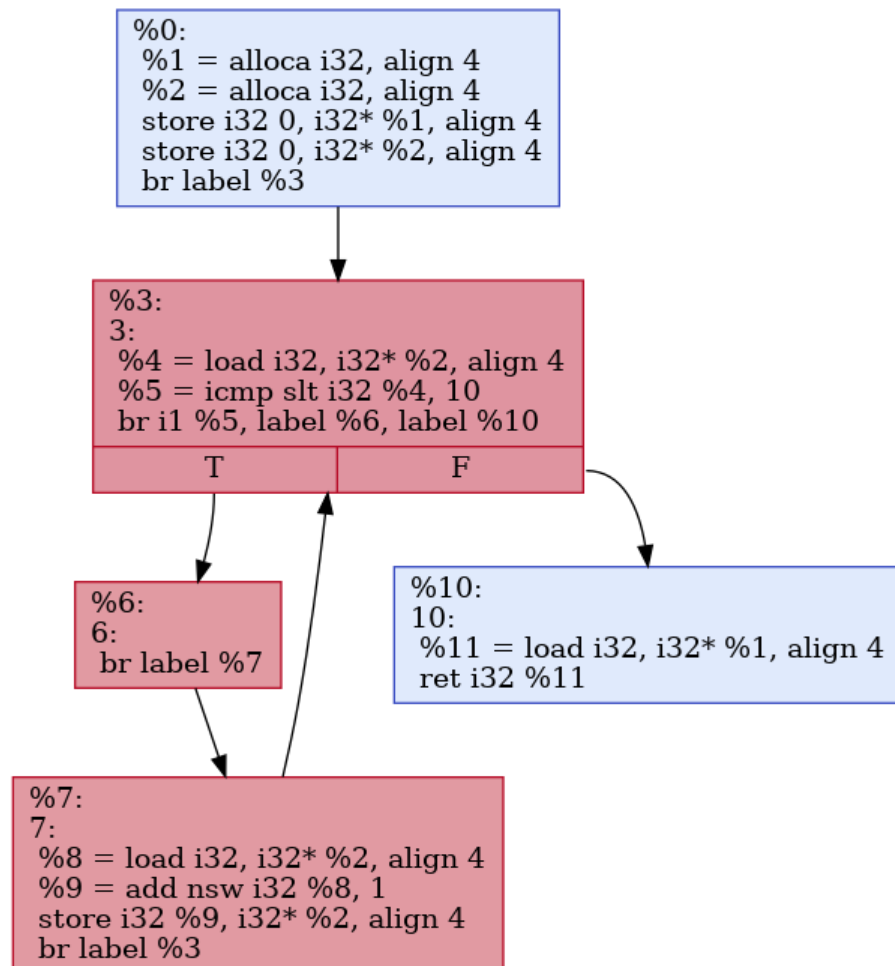 %0:
%1 = alloca i32, align 4
%2 = alloca i32, align 4
store i32 0, i32* %1, align 4
store i32 0, i32* %2, align 4
br label %3
%3:
3:
%4 = load i32, i32* %2, align 4
%5 = icmp slt i32 %4, 10
br i1 %5, label %6, label %10
T
F
%6:
6:
br label %7
%10:
10:
%11 = load i32, i32* %1, align 4
ret i32 %11
%7:
7:
%8 = load i32, i32* %2, align 4
%9 = add nsw i32 %8, 1
store i32 %9, i32* %2, align 4
br label %3